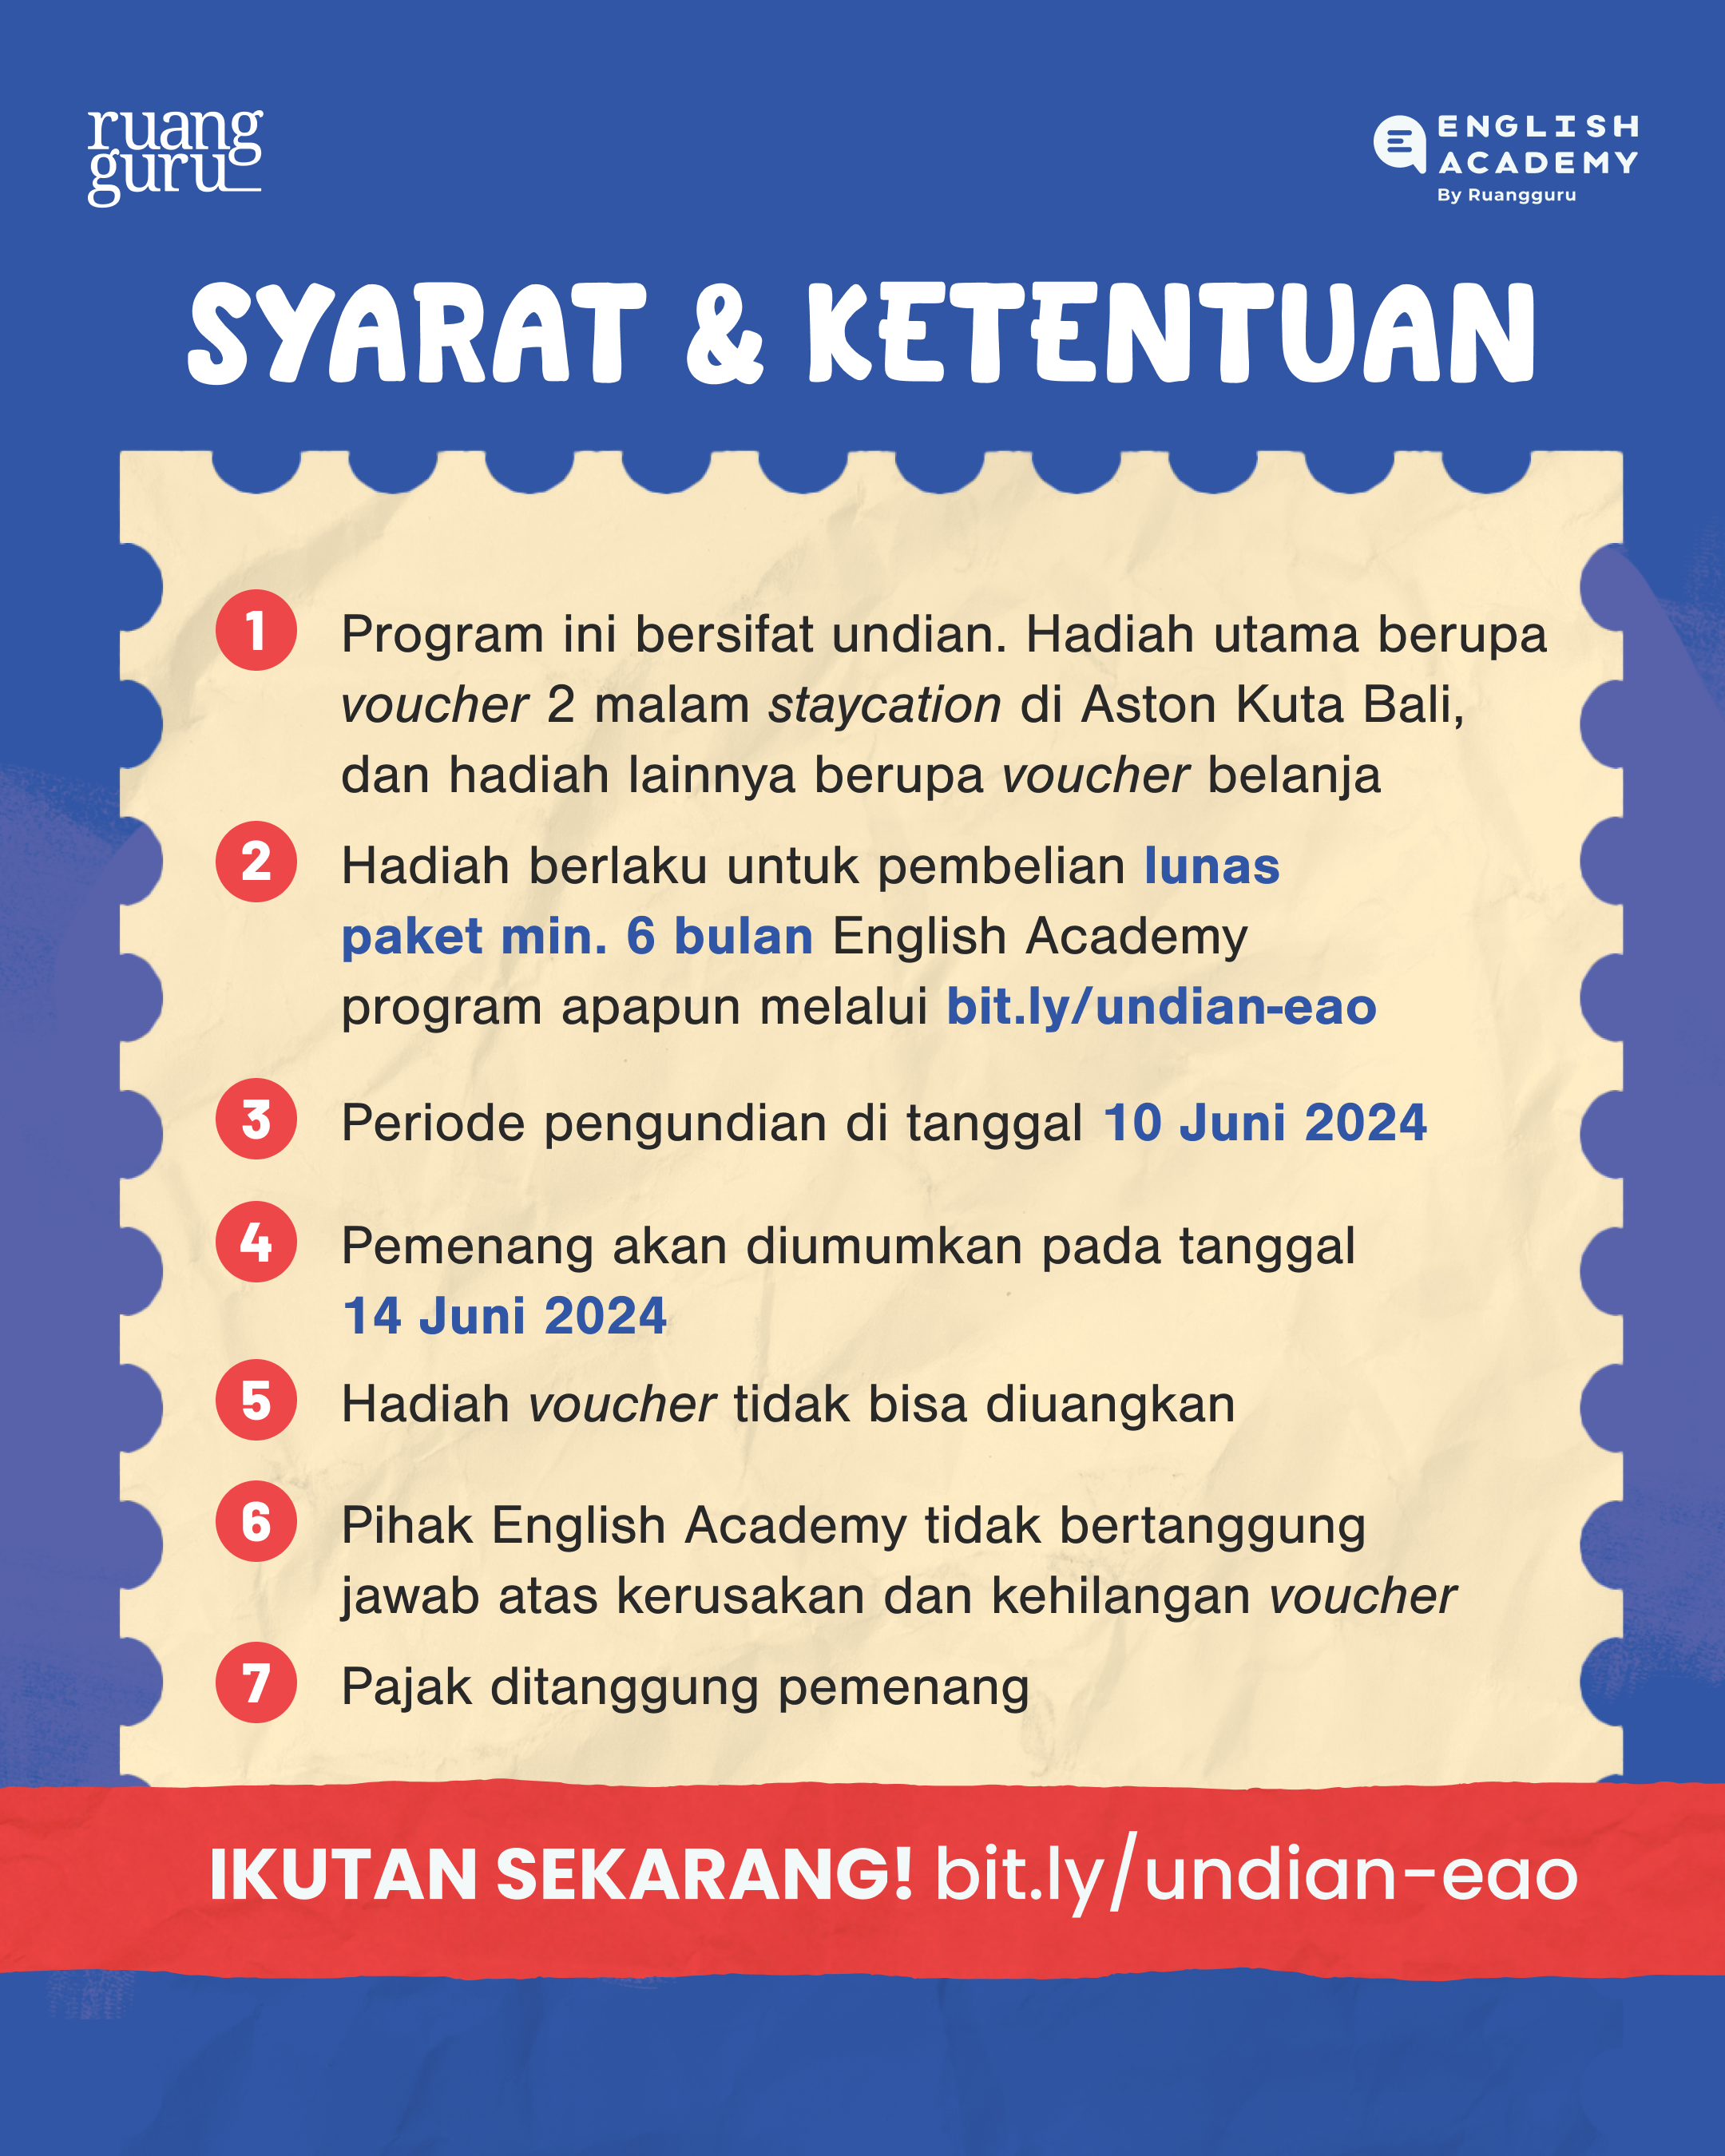 ruang
guru
ENGLISH
ACADEMY
By Ruangguru
SYARAT & KETENTUAN
1 Program ini bersifat undian. Hadiah utama berupa
voucher 2 malam staycation di Aston Kuta Bali,
dan hadiah lainnya berupa voucher belanja
2 Hadiah berlaku untuk pembelian lunas
paket min. 6 bulan English Academy
program apapun melalui bit.ly/undian-eao
3 Periode pengundian di tanggal 10 Juni 2024
4 Pemenang akan diumumkan pada tanggal
14 Juni 2024
5 Hadiah voucher tidak bisa diuangkan
6 Pihak English Academy tidak bertanggung
jawab atas kerusakan dan kehilangan voucher
7 Pajak ditanggung pemenang
IKUTAN SEKARANG! bit.ly/undian-eao